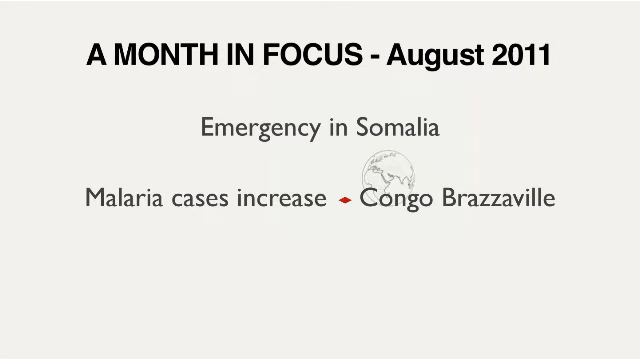 A MONTH IN FOCUS - August 2011
Emergency in Somalia
Malaria cases increase Congo Brazzaville